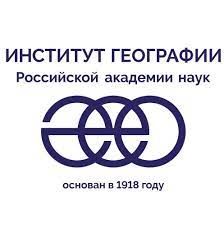 ИНСТИТУТ ГЕОГРАФИИ
Российской академии наук
основан в 1918 году